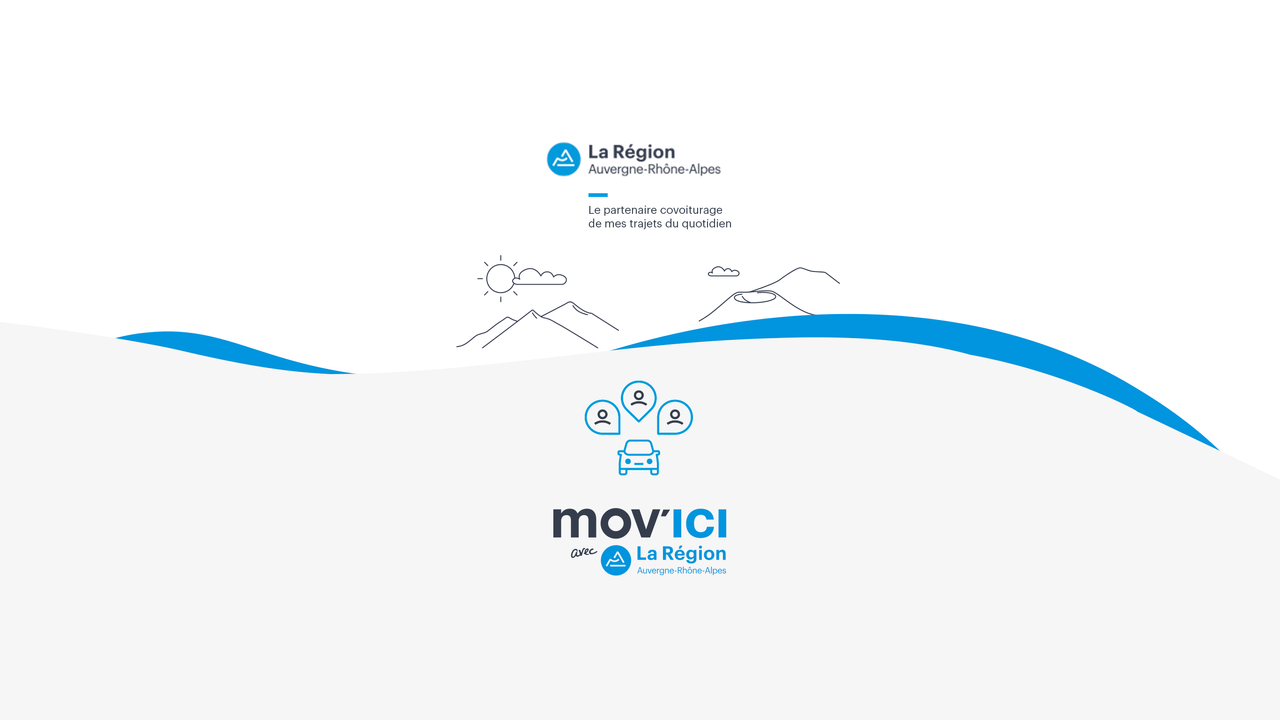 La Région
Auvergne-Rhône-Alpes
Le partenaire covoiturage
de mes trajets du quotidien
mov'ICI
avec La Région
Auvergne-Rhône-Alpes